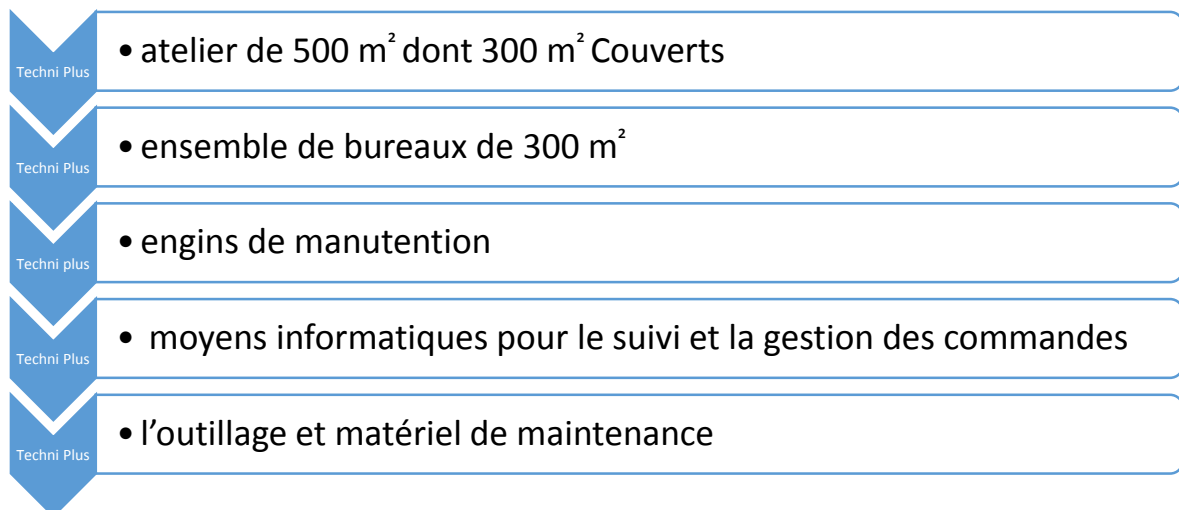 Techni Plus
• atelier de 500 m² dont 300 m² Couverts
Techni Plus
• ensemble de bureaux de 300 m²
Techni plus
• engins de manutention
Techni Plus
• moyens informatiques pour le suivi et la gestion des commandes
Techni Plus
• l’outillage et matériel de maintenance